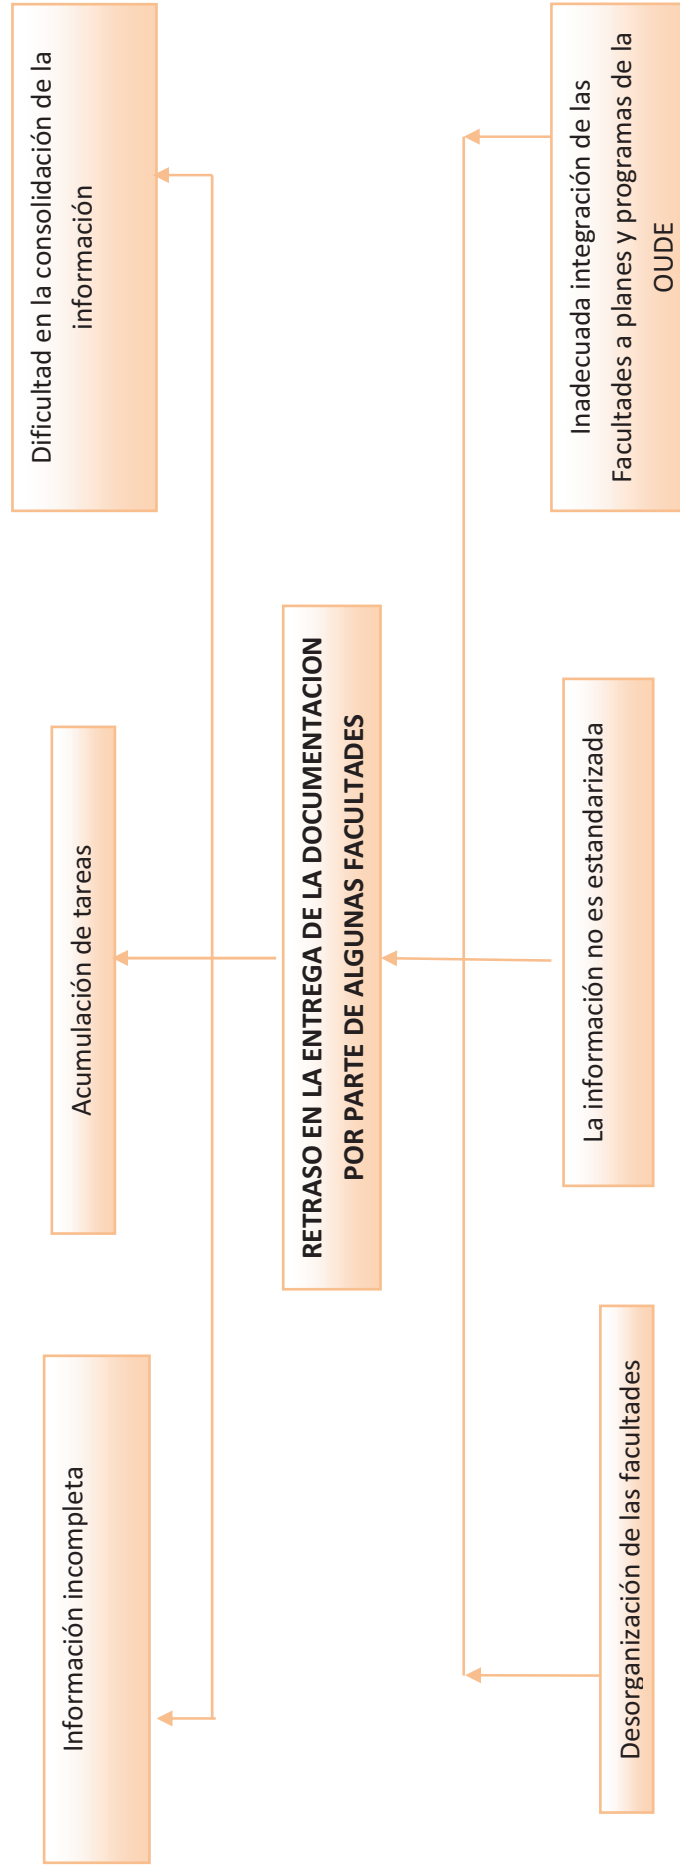 Información incompleta
Acumulación de tareas
Dificultad en la consolidación de la
información
RETRASO EN LA ENTREGA DE LA DOCUMENTACION
POR PARTE DE ALGUNAS FACULTADES
Desorganización de las facultades
La información no es estandarizada
Inadecuada integración de las
Facultades a planes y programas de la
OUDE